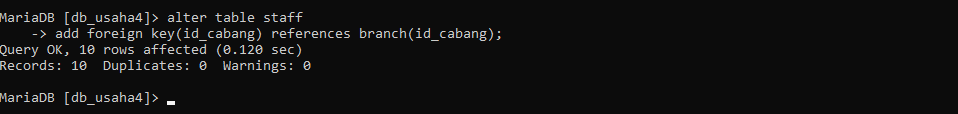 MariaDB [db_usaha4]> alter table staff
    -> add foreign key(id_cabang) references branch(id_cabang);
Query OK, 10 rows affected (0.120 sec)
Records: 10  Duplicates: 0  Warnings: 0
MariaDB [db_usaha4]>